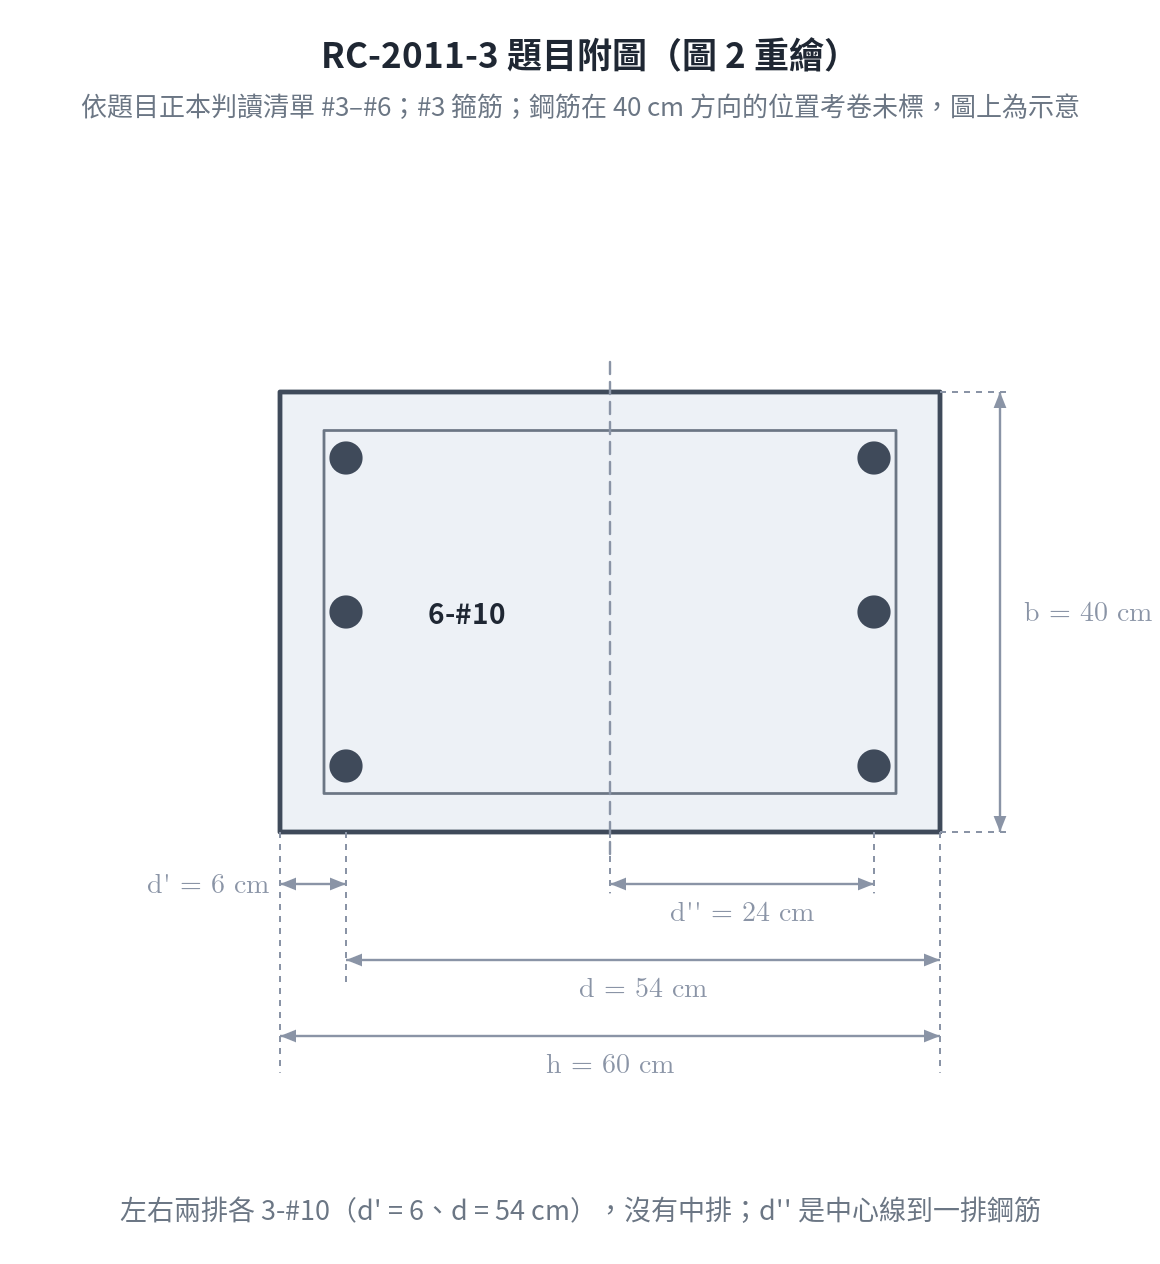 RC-2011-3 題目附圖（圖 2 重繪）
依題目正本判讀清單 #3–#6；#3 箍筋；鋼筋在 40 cm 方向的位置考卷未標，圖上為示意
6-#10
b = 40 cm
d' = 6 cm
d'' = 24 cm
d = 54 cm
h = 60 cm
左右兩排各 3-#10（d' = 6、d = 54 cm），沒有中排；d'' 是中心線到一排鋼筋